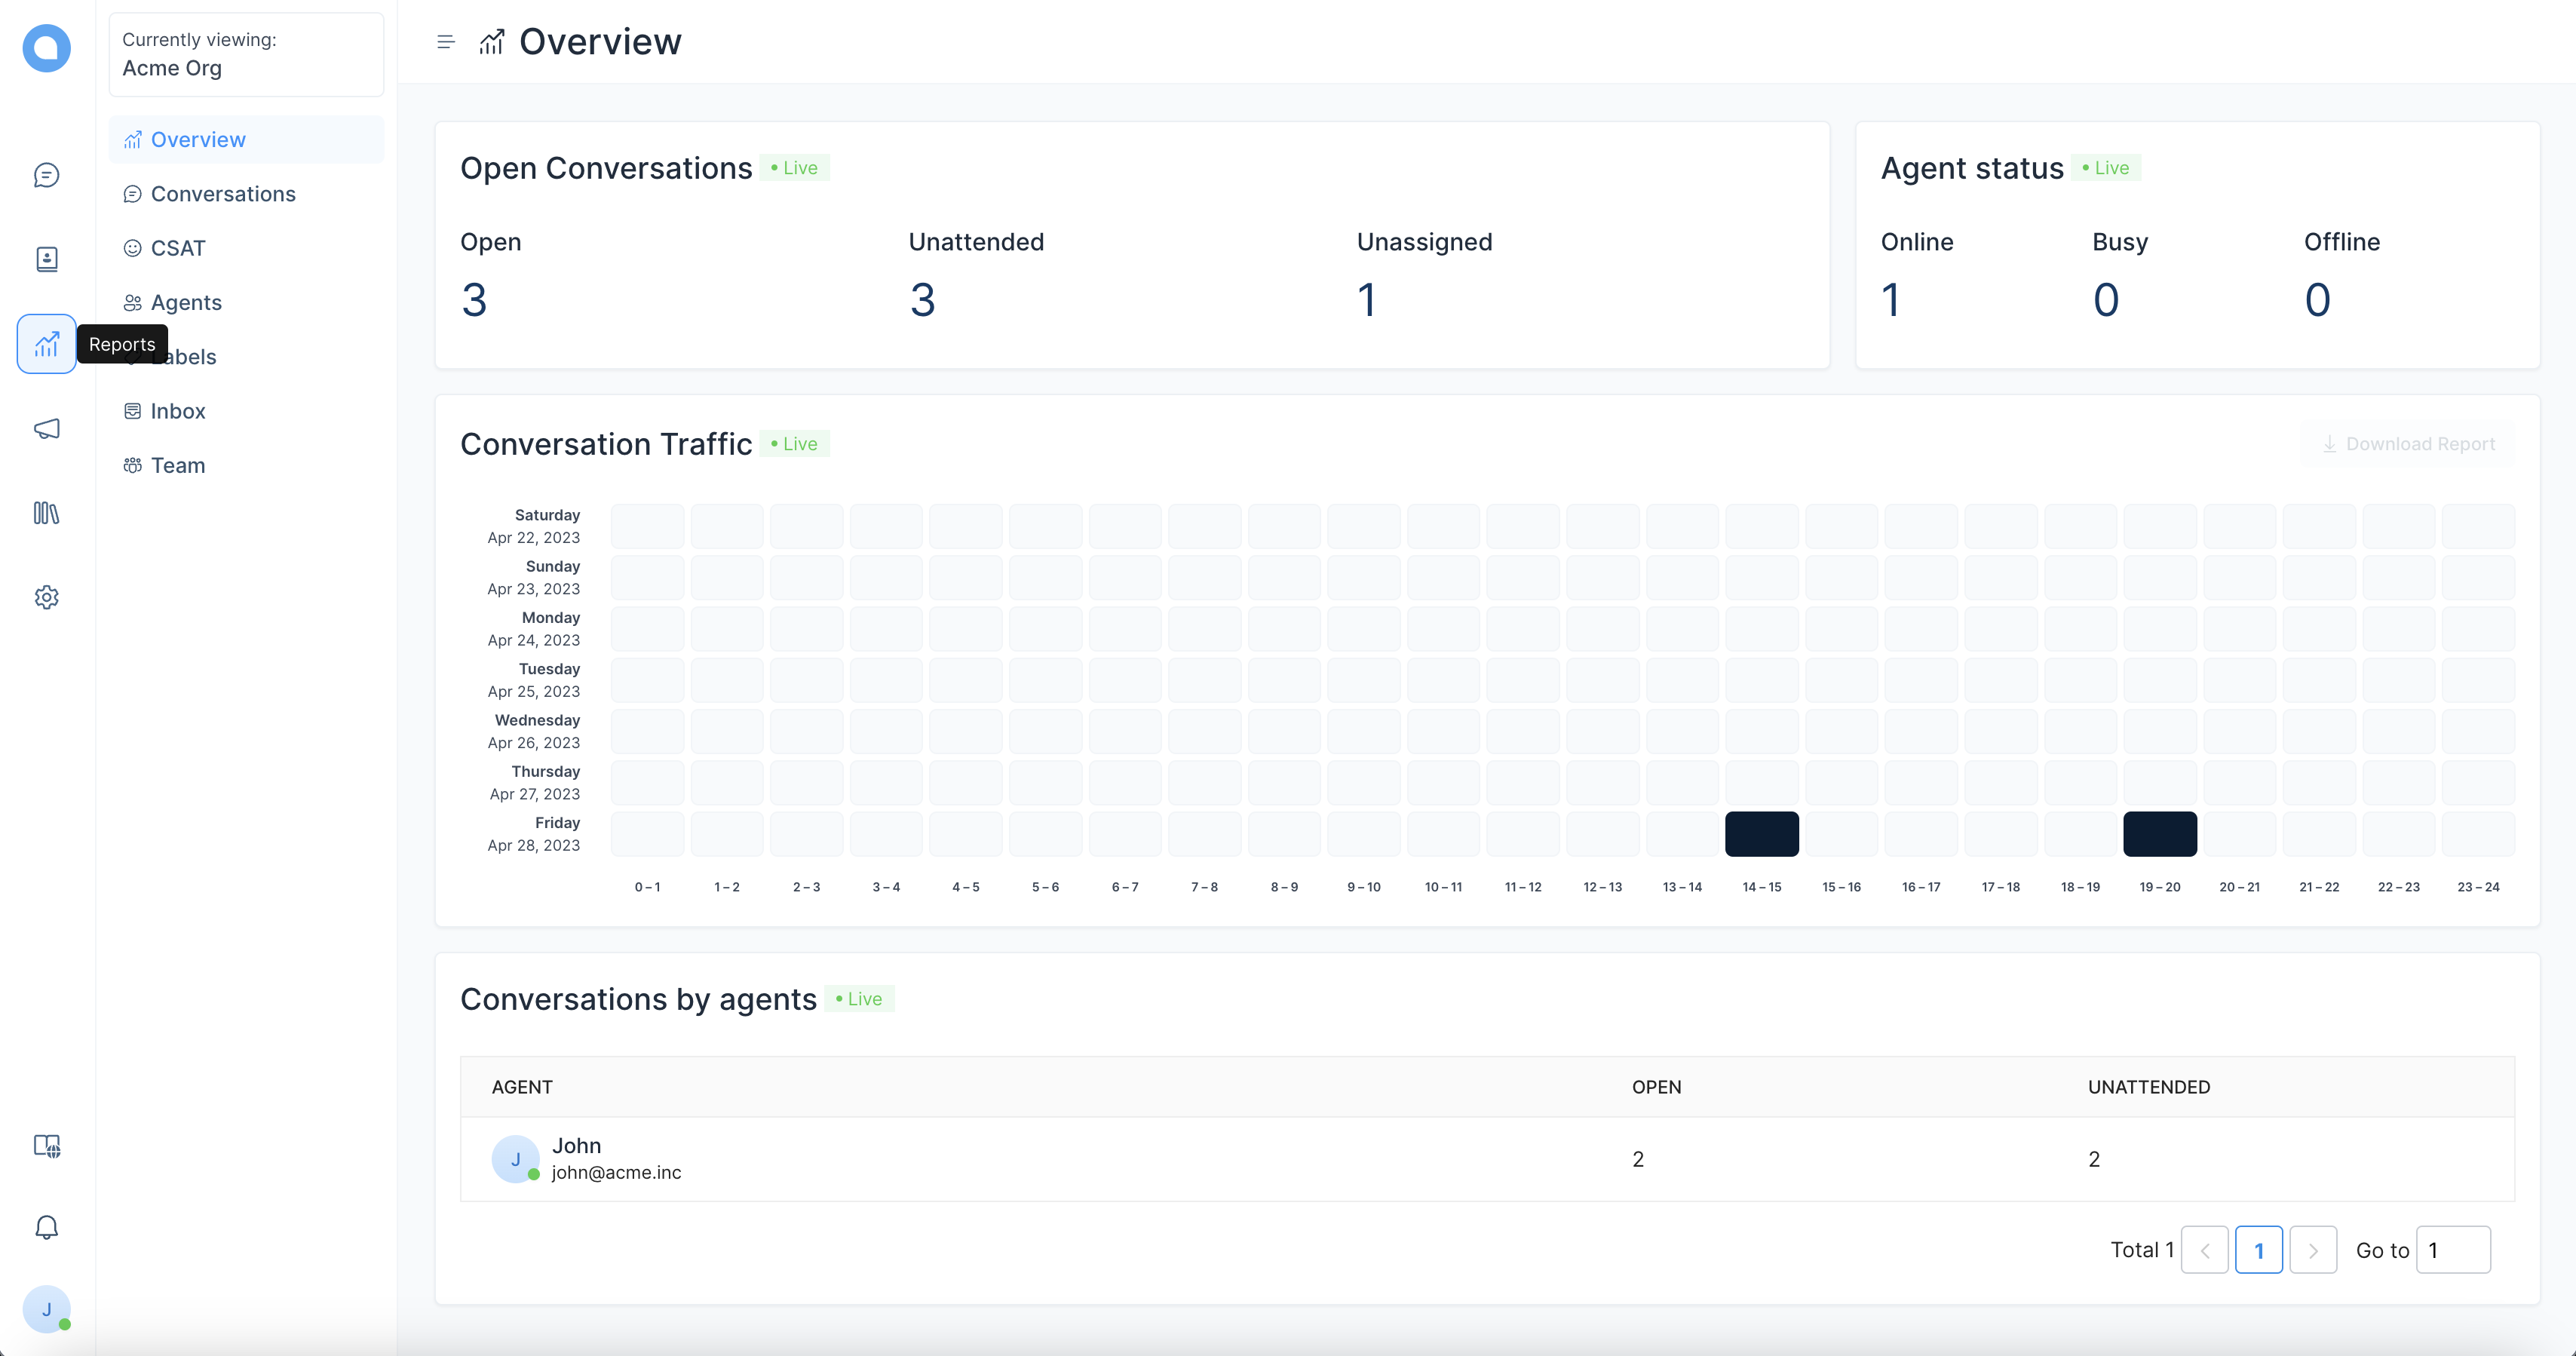 Currently viewing:
Acme Org
Overview
Conversations
CSAT
Agents
Reports
Labels
Inbox
Team
J
Overview
Open Conversations • Live
Open Unattended Unassigned
3 3 1
Agent status • Live
Online Busy Offline
1 0 0
Conversation Traffic • Live
Download Report
Saturday
Apr 22, 2023
Sunday
Apr 23, 2023
Monday
Apr 24, 2023
Tuesday
Apr 25, 2023
Wednesday
Apr 26, 2023
Thursday
Apr 27, 2023
Friday
Apr 28, 2023
0 – 1 1 – 2 2 – 3 3 – 4 4 – 5 5 – 6 6 – 7 7 – 8 8 – 9 9 – 10 10 – 11 11 – 12 12 – 13 13 – 14 14 – 15 15 – 16 16 – 17 17 – 18 18 – 19 19 – 20 20 – 21 21 – 22 22 – 23 23 – 24
Conversations by agents • Live
AGENT OPEN UNATTENDED
J John 2 2
john@acme.inc
Total 1 1 Go to 1